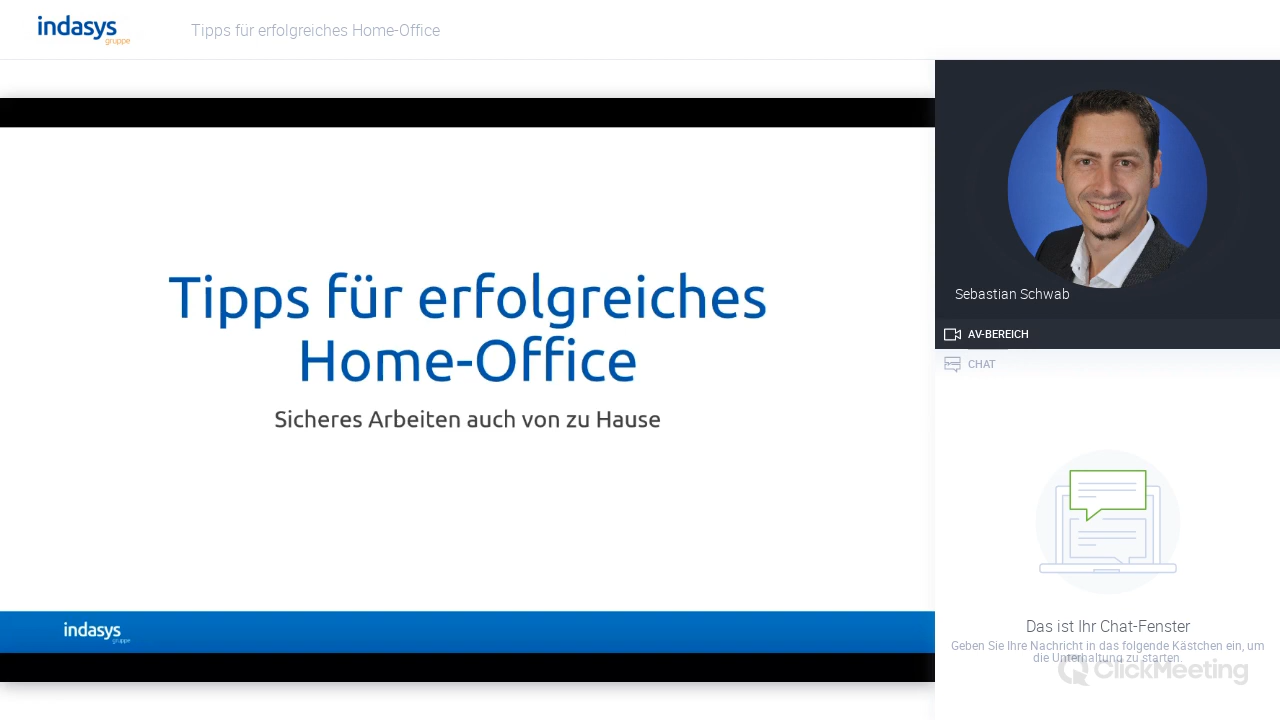 indasys
gruppe
Tipps für erfolgreiches Home-Office
Tipps für erfolgreiches
Home-Office
Sicheres Arbeiten auch von zu Hause
indasys
gruppe
Sebastian Schwab
AV-BEREICH
CHAT
Das ist Ihr Chat-Fenster
Geben Sie Ihre Nachricht in das folgende Kästchen ein, um
die Unterhaltung zu starten.
ClickMeeting